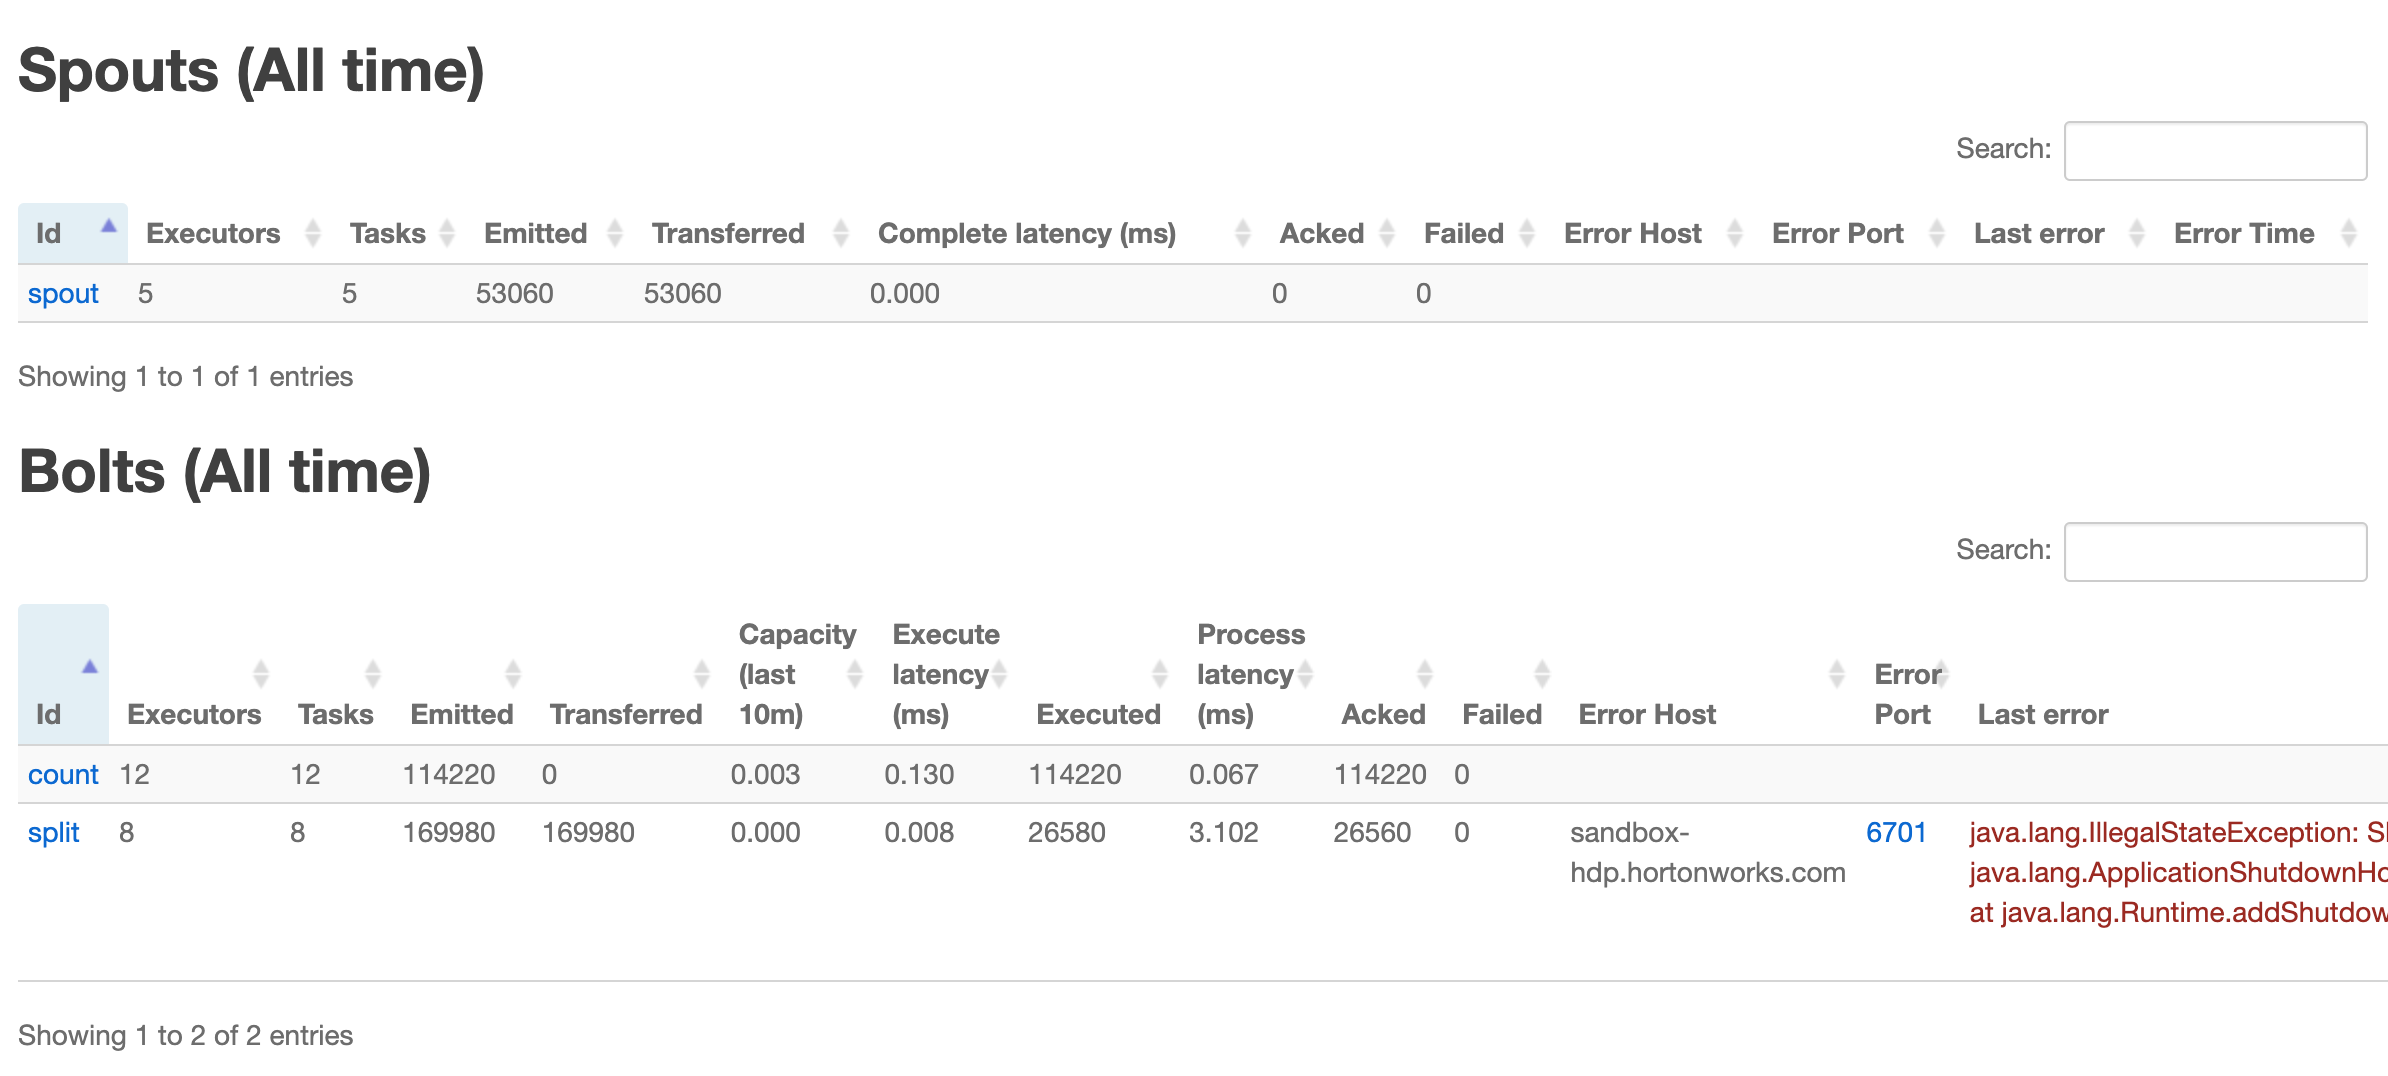 Spouts (All time)
Search:
Id Executors Tasks Emitted Transferred Complete latency (ms) Acked Failed Error Host Error Port Last error Error Time
spout 5 5 53060 53060 0.000 0 0
Showing 1 to 1 of 1 entries
Bolts (All time)
Search:
Id Executors Tasks Emitted Transferred Capacity (last 10m) Execute latency (ms) Executed Process latency (ms) Acked Failed Error Host Error Port Last error
count 12 12 114220 0 0.003 0.130 114220 0.067 114220 0
split 8 8 169980 169980 0.000 0.008 26580 3.102 26560 0 sandbox- 6701 java.lang.IllegalStateException:
hdp.hortonworks.com java.lang.ApplicationShutdownHo
at java.lang.Runtime.addShutdow
Showing 1 to 2 of 2 entries